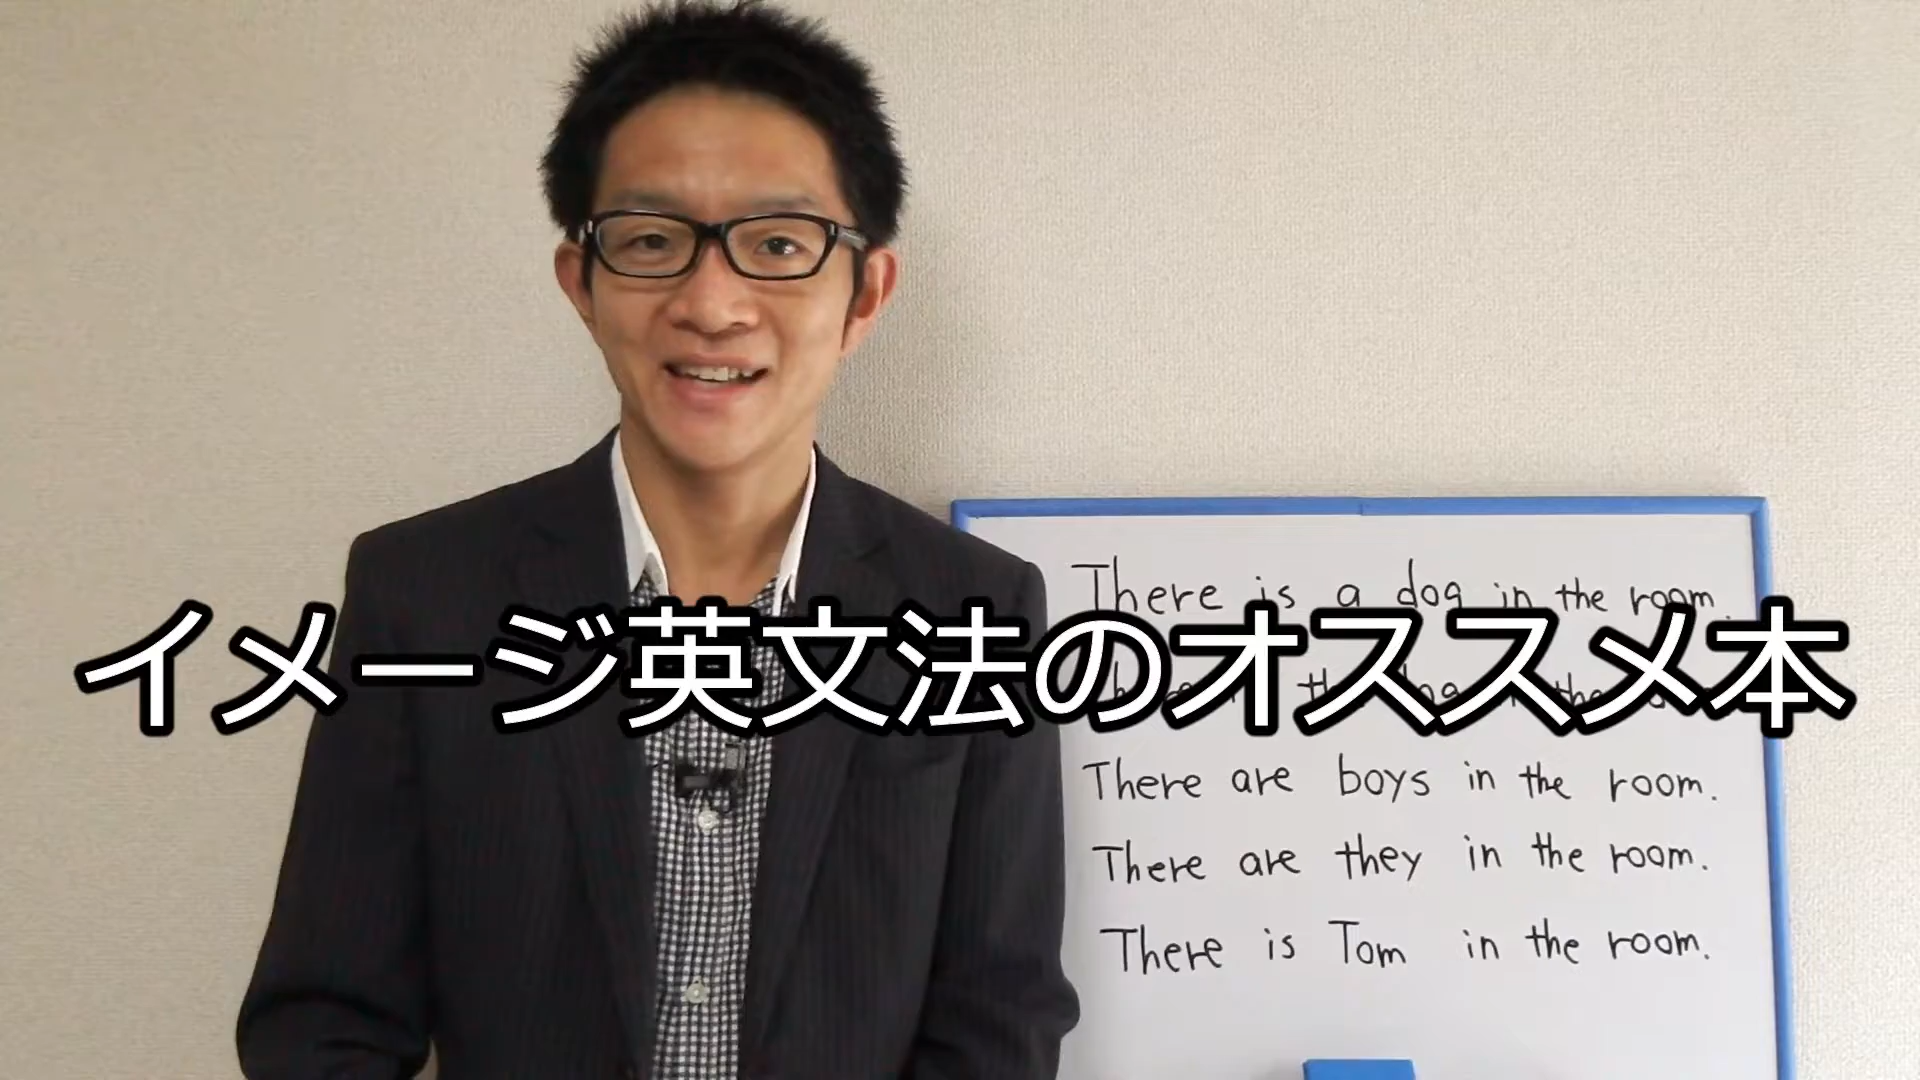 There is a dog in the room.
イメージ英文法のオススメ本
There are boys in the room.
There are they in the room.
There is Tom in the room.